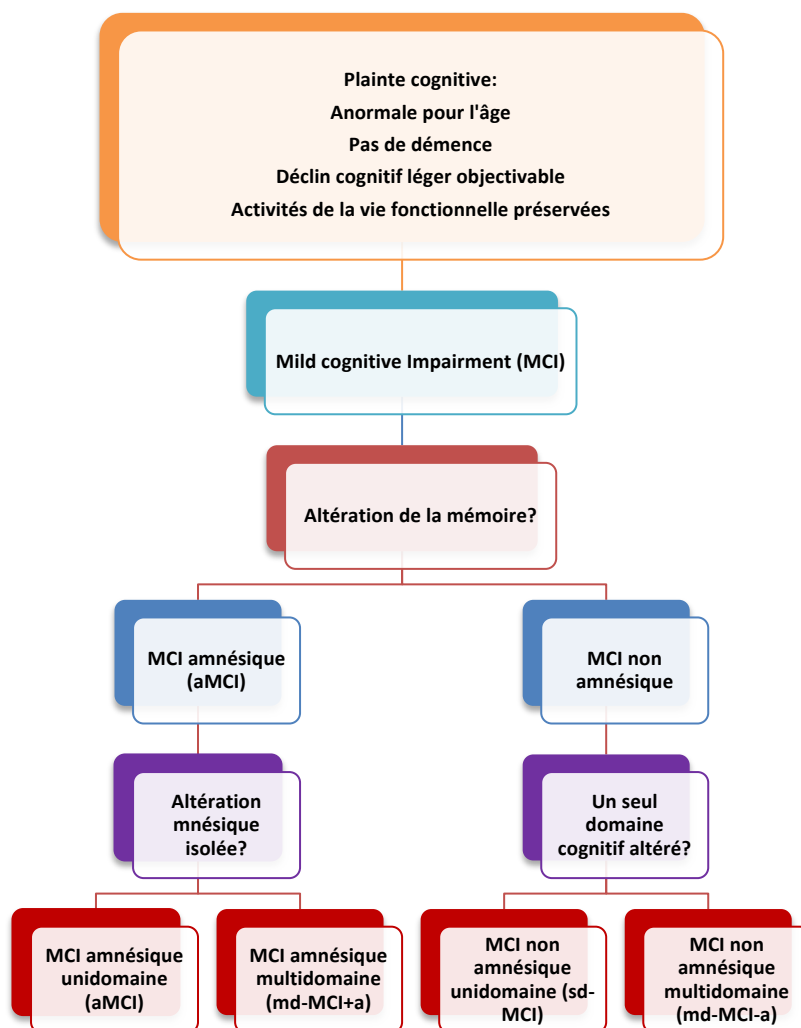 Plainte cognitive:
Anormale pour l'âge
Pas de démence
Déclin cognitif léger objectivable
Activités de la vie fonctionnelle préservées
Mild cognitive Impairment (MCI)
Altération de la mémoire?
MCI amnésique
(aMCI)
MCI non
amnésique
Altération
mnésique
isolée?
Un seul
domaine
cognitif altéré?
MCI amnésique
unidomaine
(aMCI)
MCI amnésique
multidomaine
(md-MCI+a)
MCI non
amnésique
unidomaine (sd-
MCI)
MCI non
amnésique
multidomaine
(md-MCI-a)